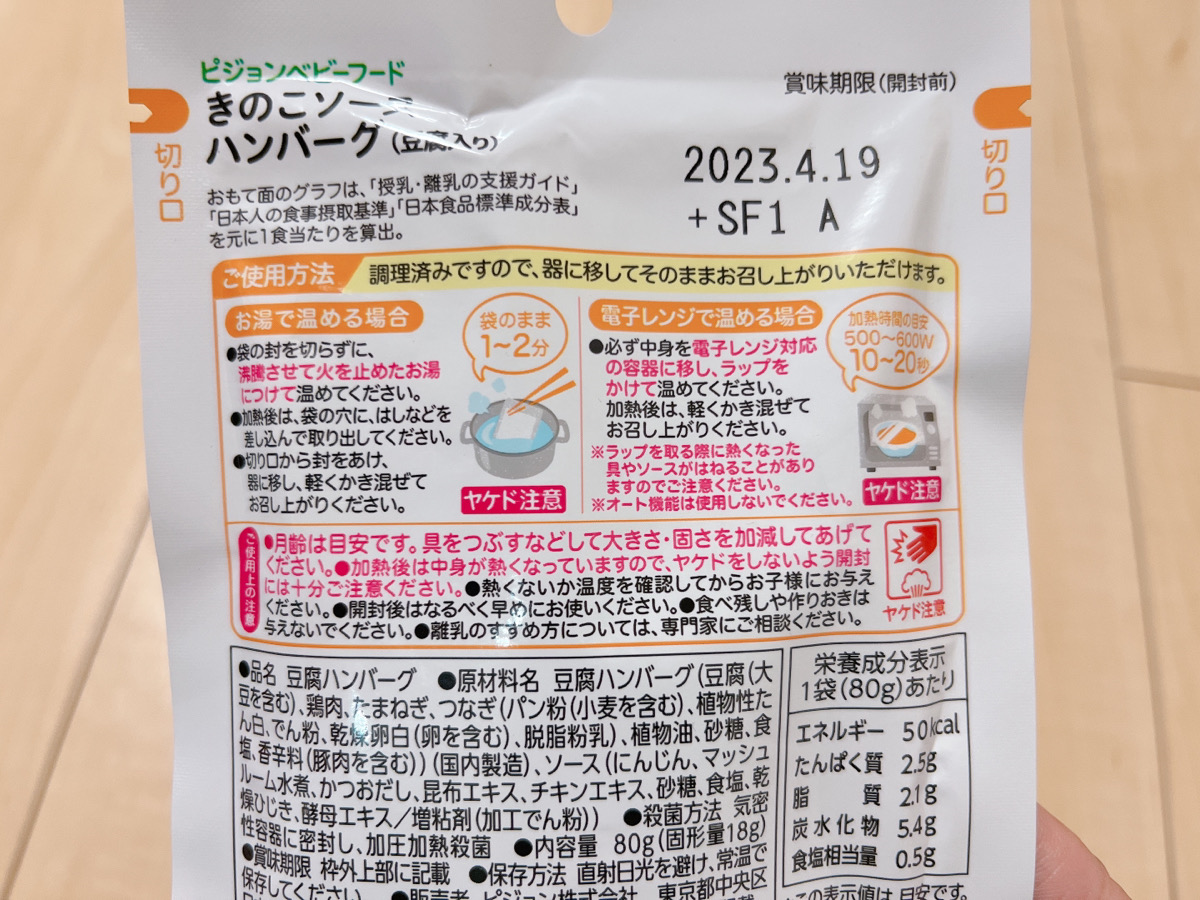 ピジョンベビーフード
きのこソース
ハンバーグ(豆腐入り)
おもて面のグラフは、「授乳・離乳の支援ガイド」
「日本人の食事摂取基準」「日本食品標準成分表」
を元に1食当たりを算出。
賞味期限(開封前)
2023.4.19
+SF1 A
切り口
切り口
ご使用方法
調理済みですので、器に移してそのままお召し上がりいただけます。
お湯で温める場合
袋のまま
1〜2分
●袋の封を切らずに、
沸騰させて火を止めたお湯
につけて温めてください。
●加熱後は、袋の穴に、はしなどを
差し込んで取り出してください。
●切り口から封をあけ、
器に移し、軽くかき混ぜて
お召し上がりください。
ヤケド注意
電子レンジで温める場合
加熱時間の目安
500〜600W
10〜20秒
●必ず中身を電子レンジ対応
の容器に移し、ラップを
かけて温めてください。
加熱後は、軽くかき混ぜて
お召し上がりください。
※ラップを取る際に熱くなった
具やソースがはねることがあり
ますのでご注意ください。
※オート機能は使用しないでください。
ヤケド注意
ご使用上の注意
●月齢は目安です。具をつぶすなどして大きさ・固さを加減してあげて
ください。●加熱後は中身が熱くなっていますので、ヤケドをしないよう開封
には十分ご注意ください。●熱くないか温度を確認してからお子様にお与え
ください。●開封後はなるべく早めにお使いください。●食べ残しや作りおきは
与えないでください。●離乳のすすめ方については、専門家にご相談ください。
ヤケド注意
●品名 豆腐ハンバーグ ●原材料名 豆腐ハンバーグ(豆腐(大
豆を含む)、鶏肉、たまねぎ、つなぎ(パン粉(小麦を含む)、植物性た
ん白、でん粉、乾燥卵白(卵を含む)、脱脂粉乳)、植物油、砂糖、食
塩、香辛料(豚肉を含む))(国内製造)、ソース(にんじん、マッシュ
ルーム水煮、かつおだし、昆布エキス、チキンエキス、砂糖、食塩、乾
燥ひじき、酵母エキス/増粘剤(加工でん粉)) ●殺菌方法 気密
性容器に密封し、加圧加熱殺菌 ●内容量 80g(固形量18g)
●賞味期限 枠外上部に記載 ●保存方法 直射日光を避け、常温で
保存してください ●販売者 ピジョン株式会社 東京都中央区
栄養成分表示
1袋(80g)あたり
エネルギー 50kcal
たんぱく質 2.5g
脂質 2.1g
炭水化物 5.4g
食塩相当量 0.5g
この表示値は、目安です。